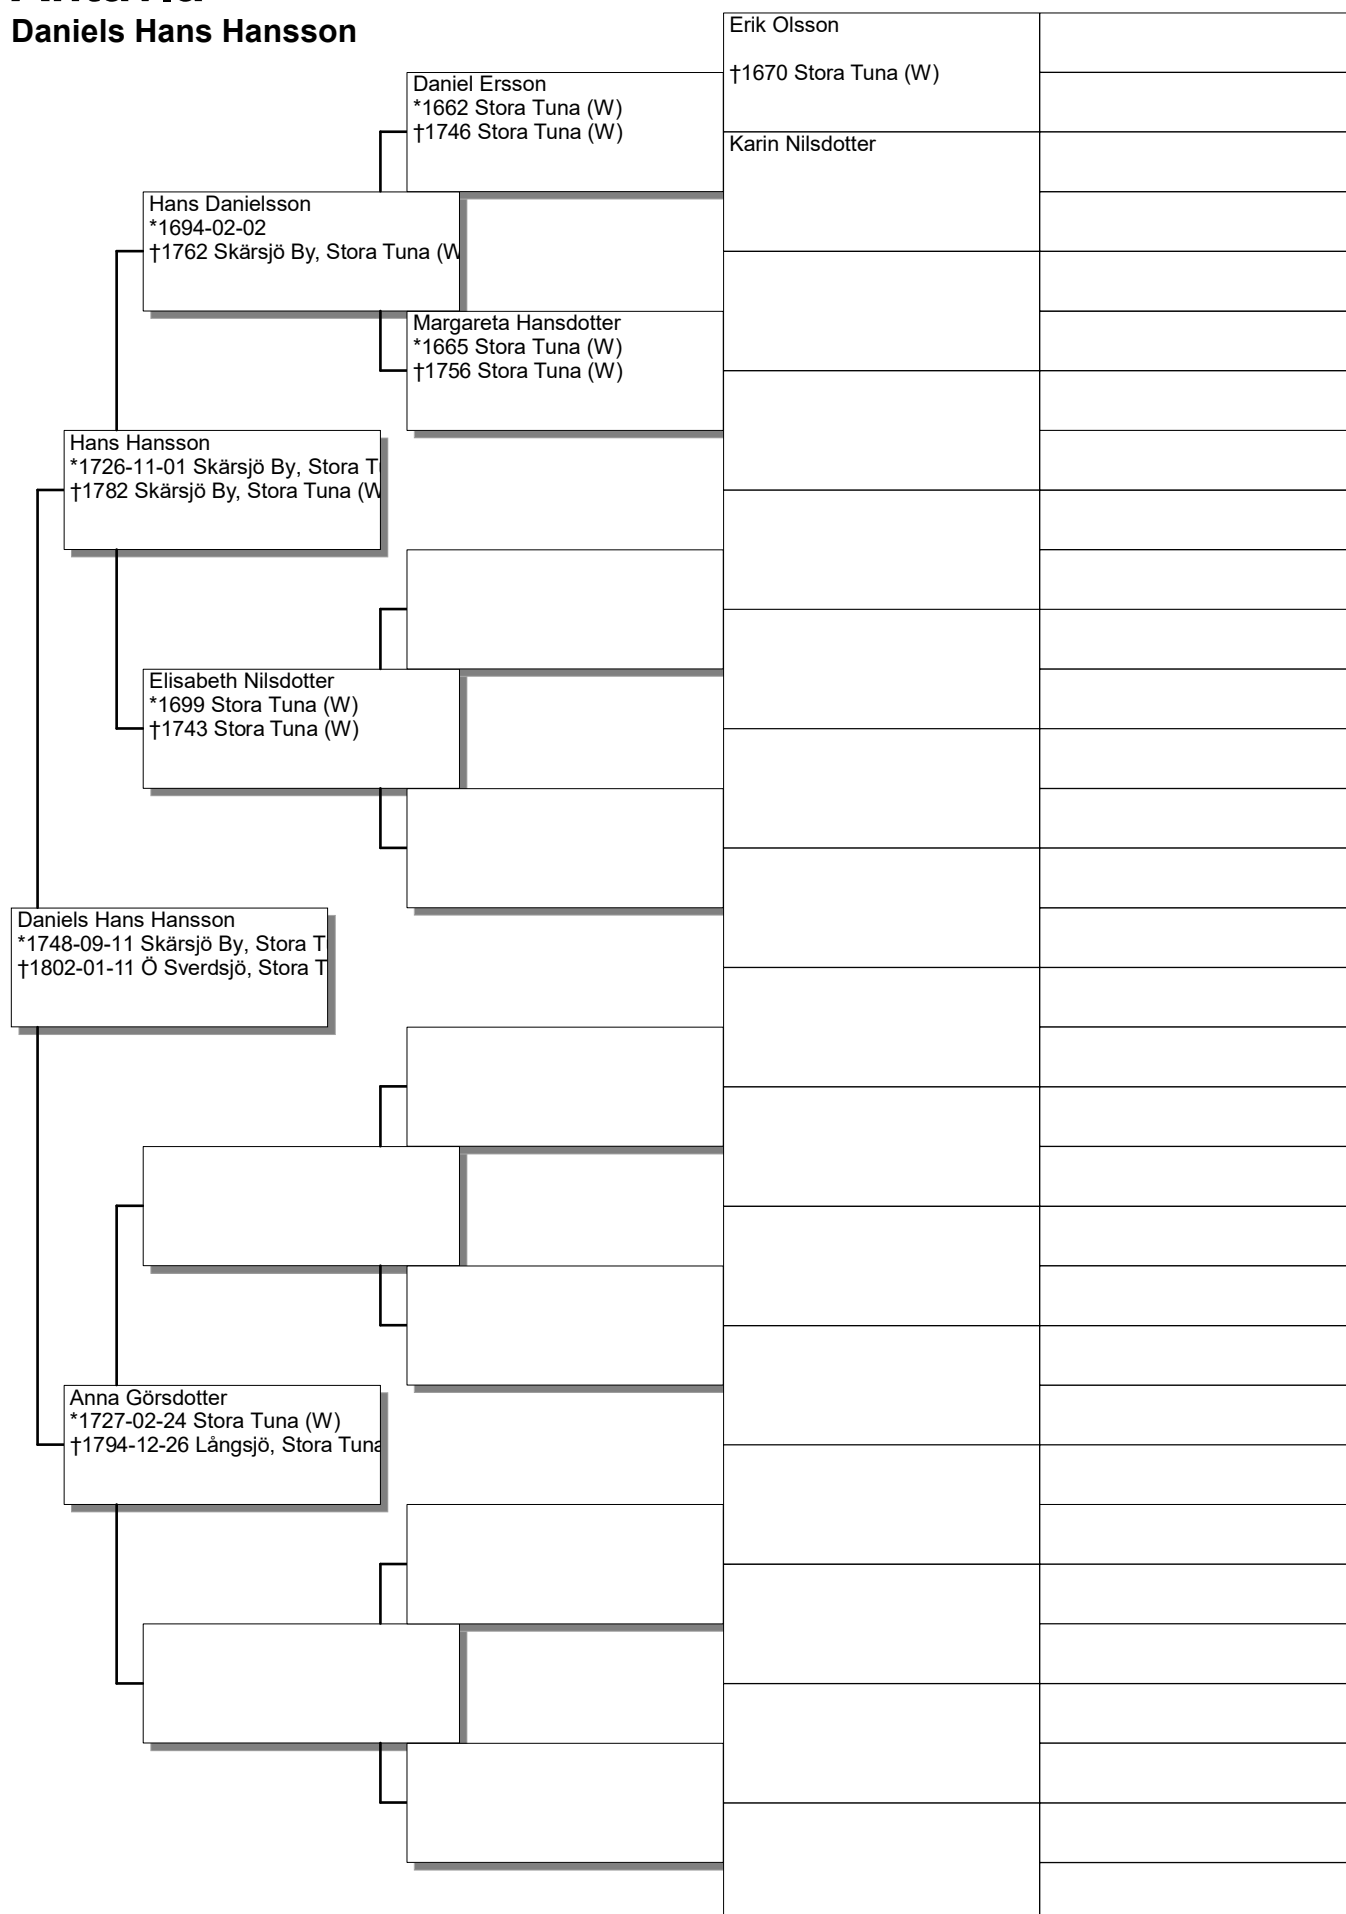 Daniels Hans Hansson
Erik Olsson
†1670 Stora Tuna (W)
Daniel Ersson
*1662 Stora Tuna (W)
†1746 Stora Tuna (W)
Karin Nilsdotter
Hans Danielsson
*1694-02-02
†1762 Skärsjö By, Stora Tuna (W
Margareta Hansdotter
*1665 Stora Tuna (W)
†1756 Stora Tuna (W)
Hans Hansson
*1726-11-01 Skärsjö By, Stora T
†1782 Skärsjö By, Stora Tuna (W
Elisabeth Nilsdotter
*1699 Stora Tuna (W)
†1743 Stora Tuna (W)
Daniels Hans Hansson
*1748-09-11 Skärsjö By, Stora T
†1802-01-11 Ö Sverdsjö, Stora T
Anna Görsdotter
*1727-02-24 Stora Tuna (W)
†1794-12-26 Långsjö, Stora Tuna